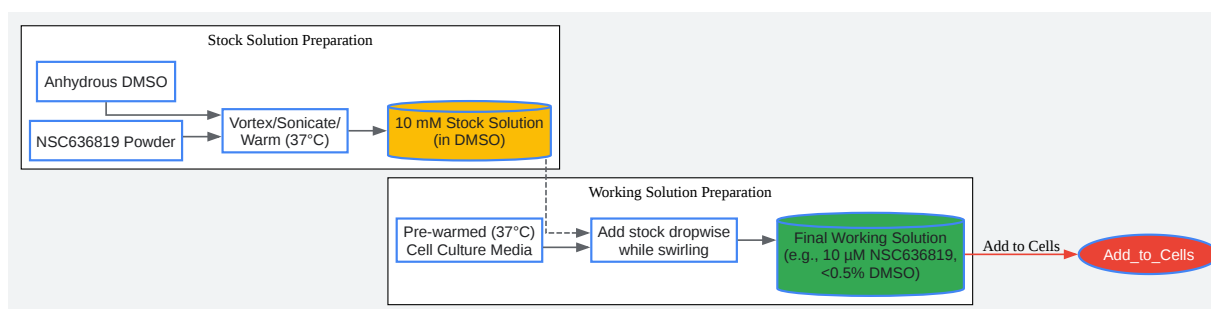 Stock Solution Preparation
Anhydrous DMSO
NSC636819 Powder
Vortex/Sonicate/
Warm (37°C)
10 mM Stock Solution
(in DMSO)
Working Solution Preparation
Pre-warmed (37°C)
Cell Culture Media
Add stock dropwise
while swirling
Final Working Solution
(e.g., 10 µM NSC636819,
<0.5% DMSO)
Add to Cells
Add_to_Cells